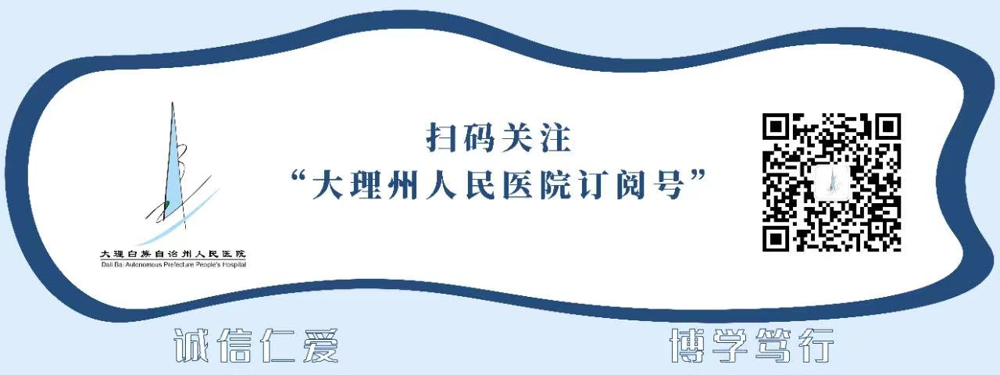 扫码关注
“大理州人民医院订阅号”
大理白族自治州人民医院
Dali Bai Autonomous Prefecture People's Hospital
诚信仁爱
博学笃行